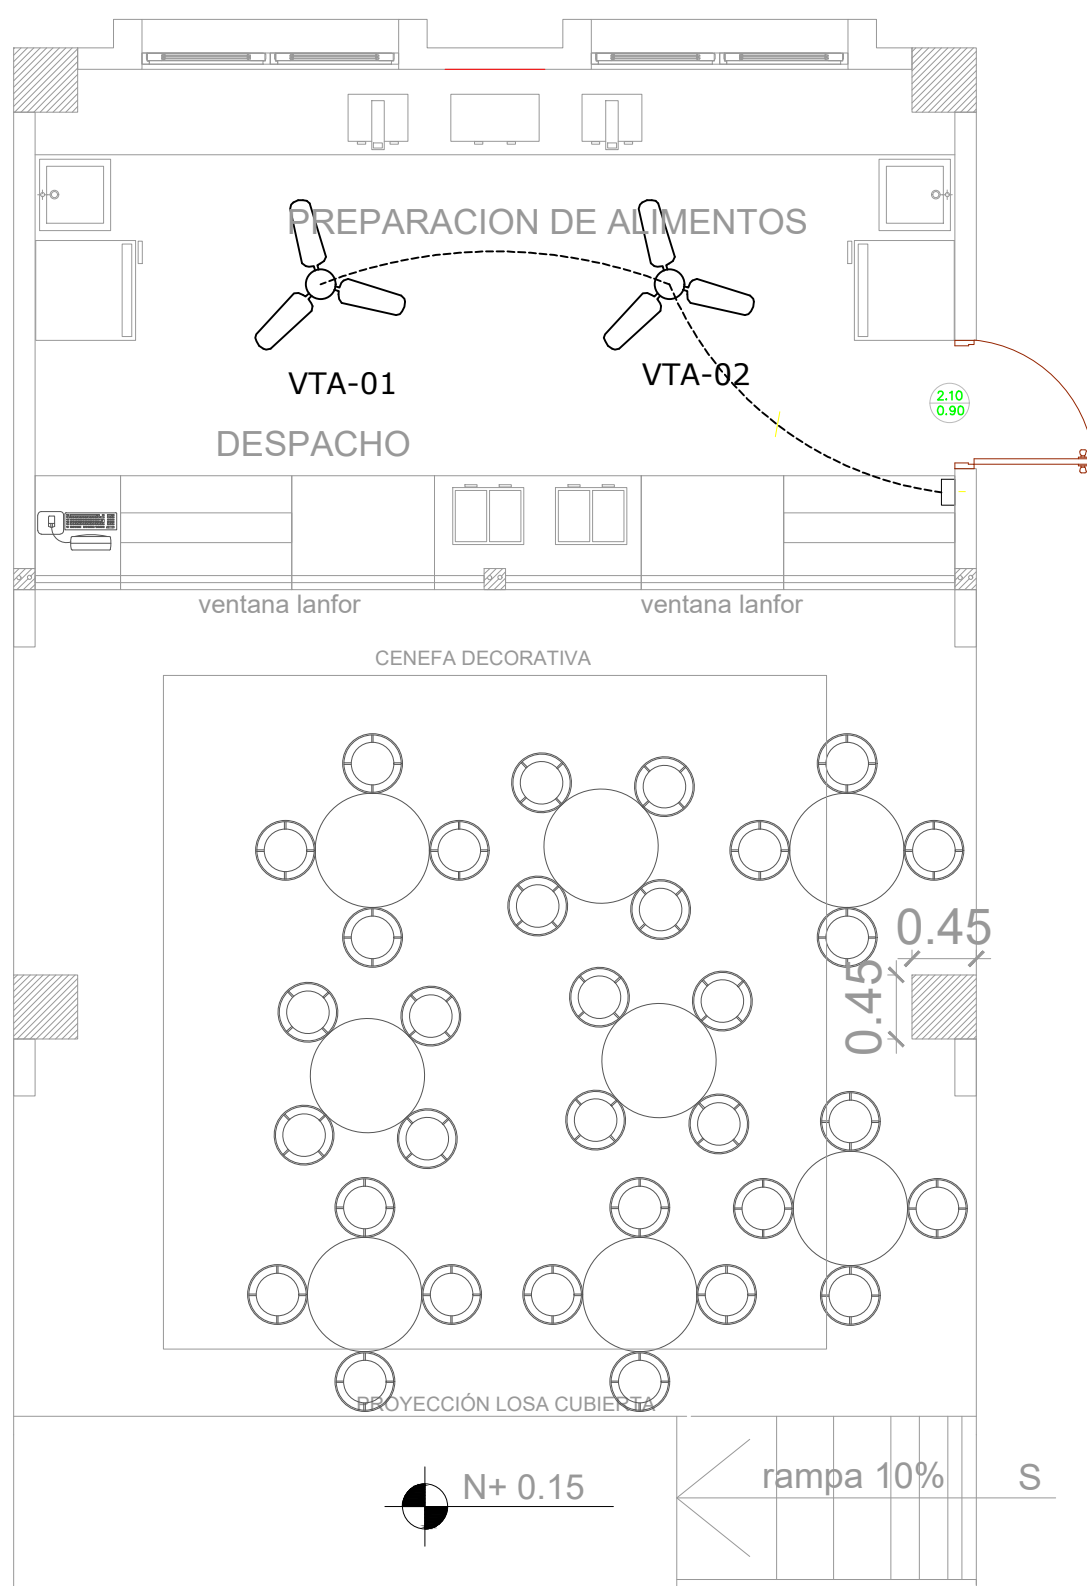 PREPARACION DE ALIMENTOS
VTA-01
VTA-02
2.10
0.90
DESPACHO
ventana lanfor
ventana lanfor
CENEFA DECORATIVA
0.45
0.45
PROYECCIÓN LOSA CUBIERTA
N+ 0.15
rampa 10%
S